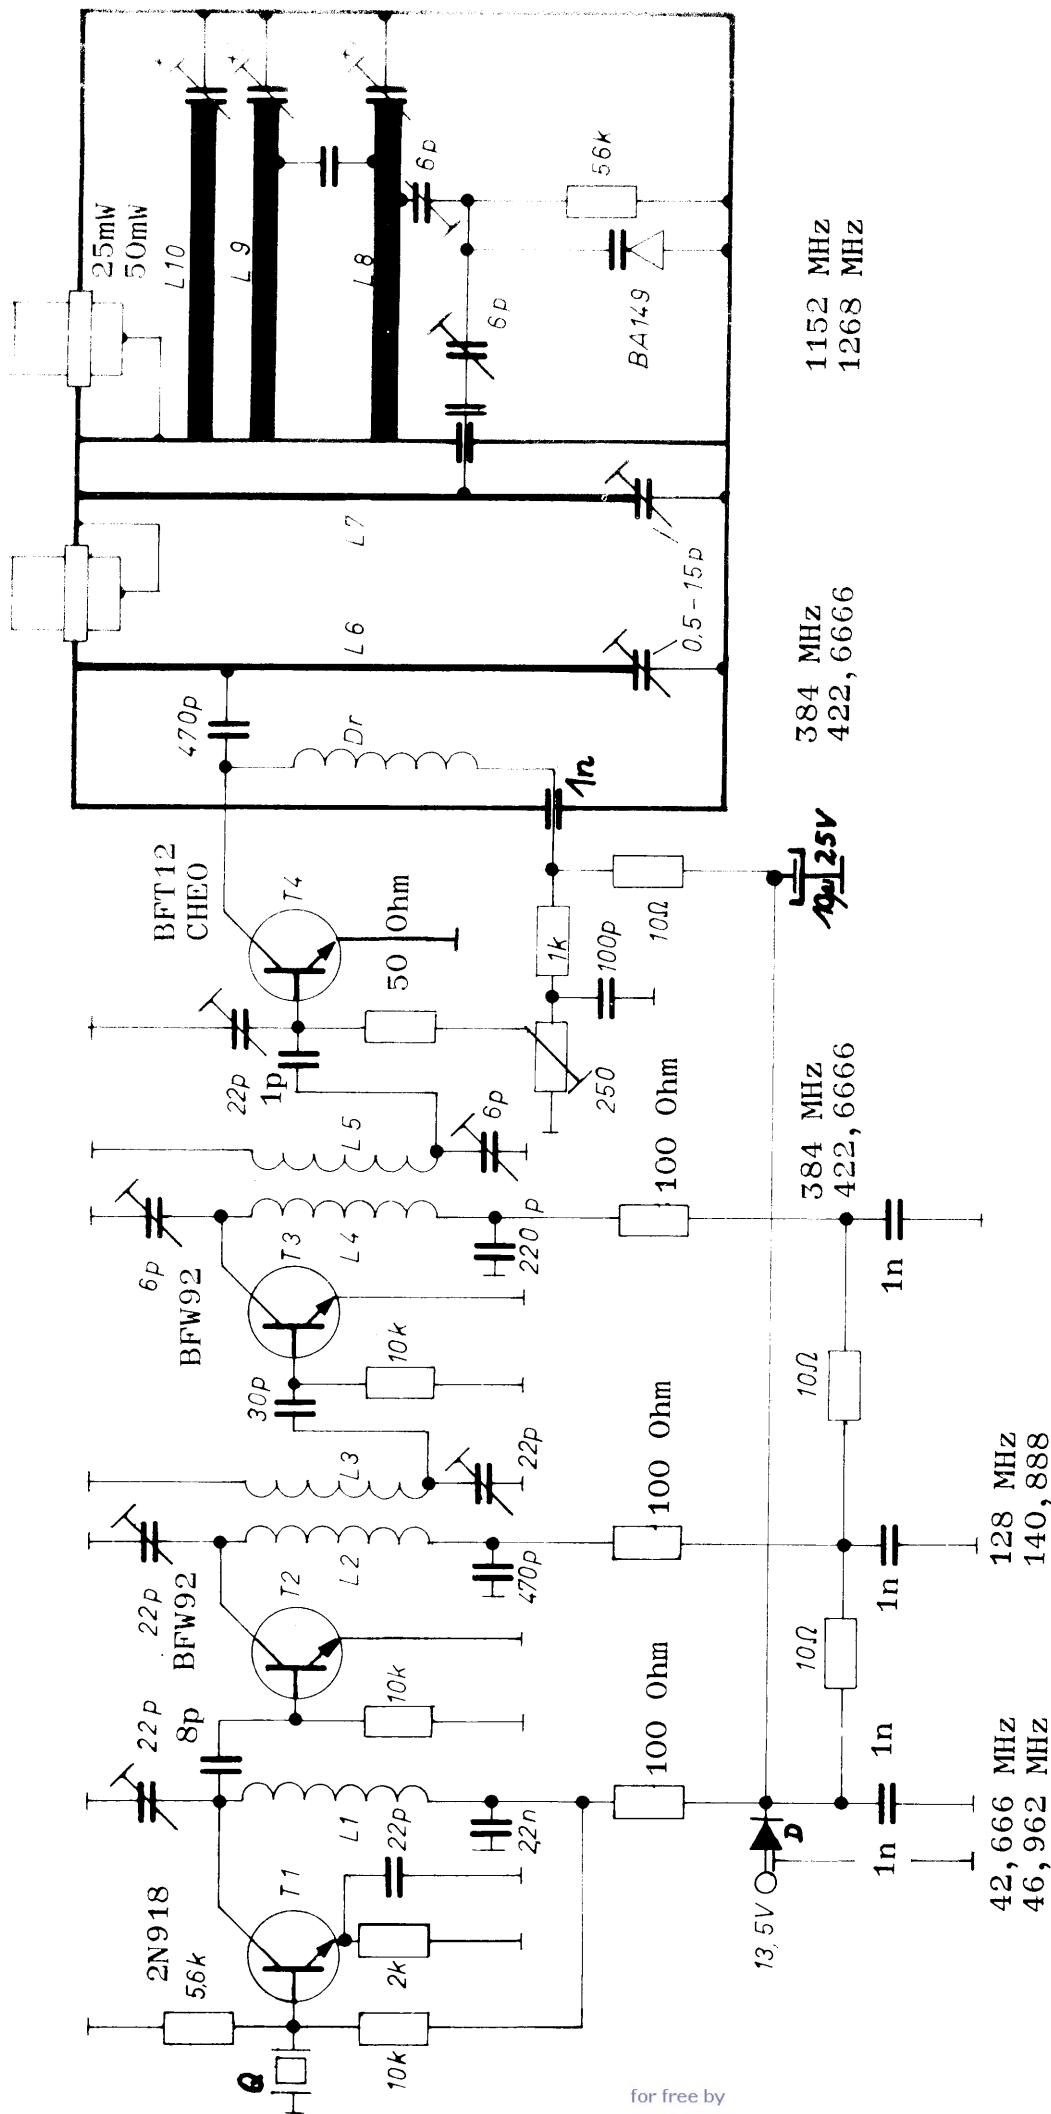 25mW
50mW
L10
L9
L8
6p
56k
6p
BA149
1152 MHz
1268 MHz
L7
L6
0,5-15p
384 MHz
422,6666
470p
Dr
1n
BFT12
CHEO
T4
50 Ohm
1k
100p
10Ω
10µ 25V
22p
1p
250
L5
6p
100 Ohm
384 MHz
422,6666
6p
BFW92
T3
L4
220p
10k
30p
1n
10Ω
L3
22p
100 Ohm
22p
BFW92
T2
L2
470p
10k
1n
10Ω
128 MHz
140,888
22p
8p
L1
22n
100 Ohm
1n
1n
2N918
5,6k
T1
22p
2k
10k
Q
D
13,5V
42,666 MHz
46,962 MHz
for free by